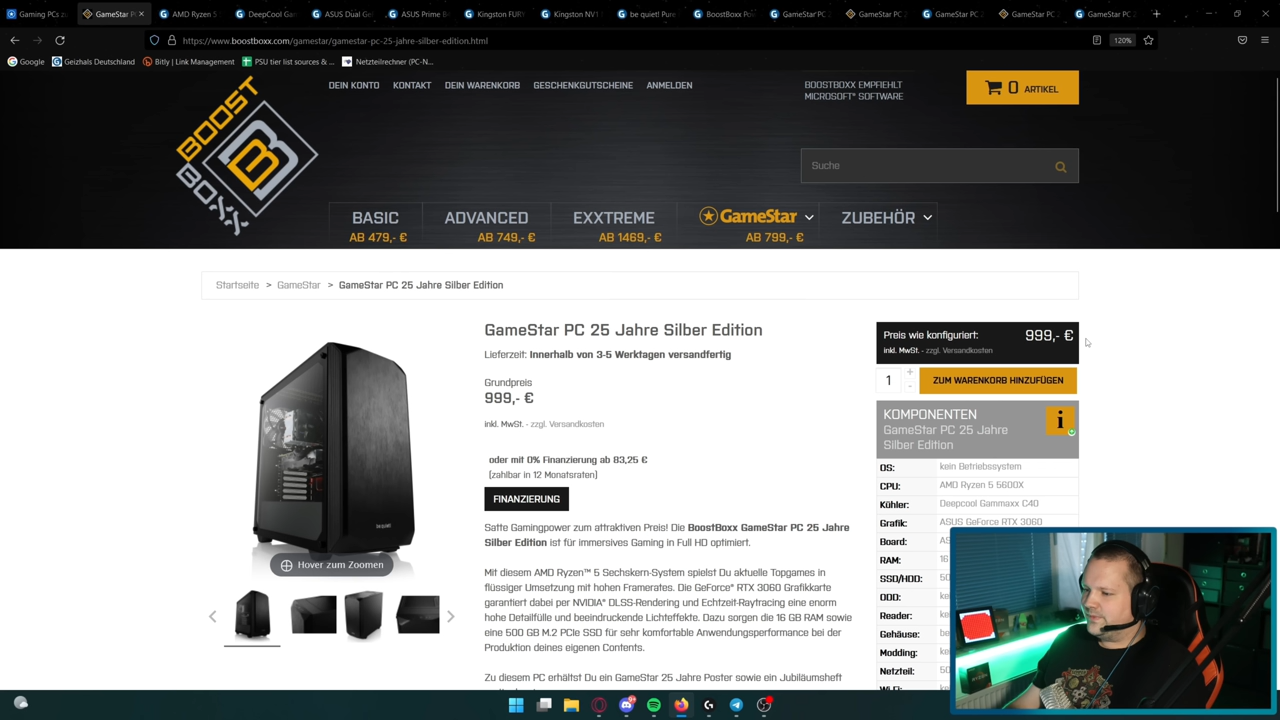 Gaming PCs zu
GameStar PC
AMD Ryzen 5
DeepCool Gam
ASUS Dual Ge
ASUS Prime B
Kingston FURY
Kingston NV1
be quiet! Pure
BoostBoxx Po
GameStar PC 2
GameStar PC 2
GameStar PC 2
GameStar PC 2
GameStar PC 2
https://www.boostboxx.com/gamestar/gamestar-pc-25-jahre-silber-edition.html
120%
Google
Geizhals Deutschland
Bitly | Link Management
PSU tier list sources & ...
Netzteilrechner (PC-N...
BOOST
BOXX
DEIN KONTO
KONTAKT
DEIN WARENKORB
GESCHENKGUTSCHEINE
ANMELDEN
BOOSTBOXX EMPFIEHLT
MICROSOFT® SOFTWARE
0 ARTIKEL
Suche
BASIC
AB 479,- €
ADVANCED
AB 749,- €
EXXTREME
AB 1469,- €
GameStar
AB 799,- €
ZUBEHÖR
Startseite > GameStar > GameStar PC 25 Jahre Silber Edition
Hover zum Zoomen
GameStar PC 25 Jahre Silber Edition
Lieferzeit: Innerhalb von 3-5 Werktagen versandfertig
Grundpreis
999,- €
inkl. MwSt. - zzgl. Versandkosten
oder mit 0% Finanzierung ab 83,25 €
(zahlbar in 12 Monatsraten)
FINANZIERUNG
Satte Gamingpower zum attraktiven Preis! Die BoostBoxx GameStar PC 25 Jahre
Silber Edition ist für immersives Gaming in Full HD optimiert.
Mit diesem AMD Ryzen™ 5 Sechskern-System spielst Du aktuelle Topgames in
flüssiger Umsetzung mit hohen Frameraten. Die GeForce® RTX 3060 Grafikkarte
garantiert dabei per NVIDIA® DLSS-Rendering und Echtzeit-Raytracing eine enorm
hohe Detailfülle und beeindruckende Lichteffekte. Dazu sorgen die 16 GB RAM sowie
eine 500 GB M.2 PCIe SSD für sehr komfortable Anwendungsperformance bei der
Produktion deines eigenen Contents.
Zu diesem PC erhältst Du ein GameStar 25 Jahre Poster sowie ein Jubiläumsheft
Preis wie konfiguriert: 999,- €
inkl. MwSt. - zzgl. Versandkosten
1
+
-
ZUM WARENKORB HINZUFÜGEN
KOMPONENTEN
GameStar PC 25 Jahre
Silber Edition
i
OS: kein Betriebssystem
CPU: AMD Ryzen 5 5600X
Kühler: Deepcool Gammaxx C40
Grafik: ASUS GeForce RTX 3060
Board: AS
RAM: 16
SSD/HDD: 50
ODD: ke
Reader: ke
Gehäuse: be
Modding: ke
Netzteil: 50